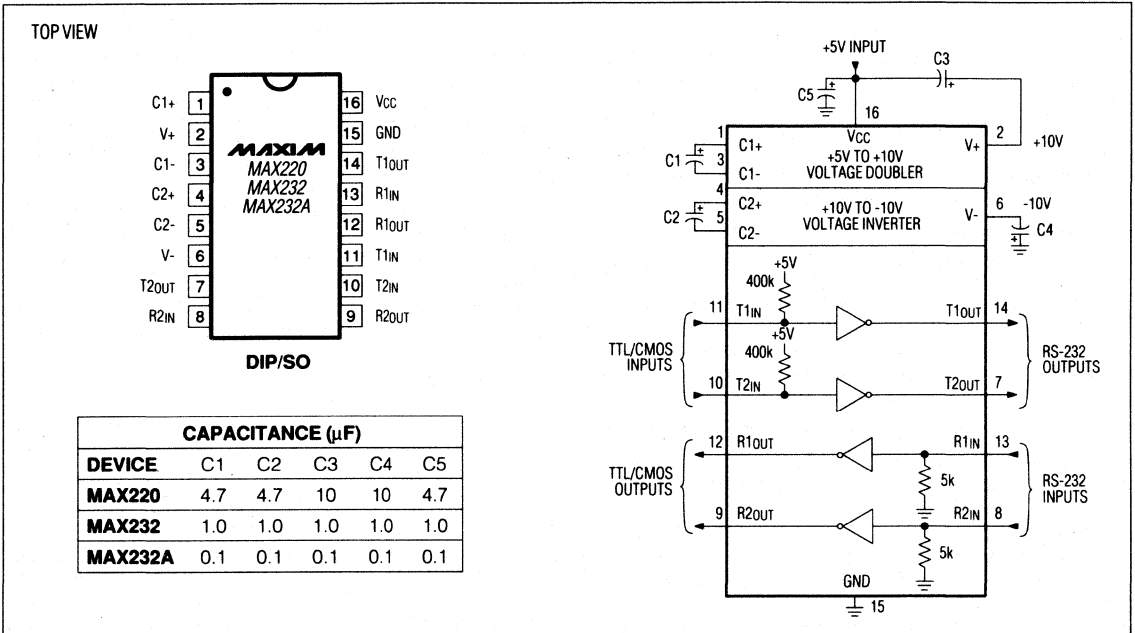 TOP VIEW
C1+ 1
V+ 2
C1- 3
C2+ 4
C2- 5
V- 6
T2OUT 7
R2IN 8
MAXIM
MAX220
MAX232
MAX232A
16 VCC
15 GND
14 T1OUT
13 R1IN
12 R1OUT
11 T1IN
10 T2IN
9 R2OUT
DIP/SO
CAPACITANCE (μF)
DEVICE C1 C2 C3 C4 C5
MAX220 4.7 4.7 10 10 4.7
MAX232 1.0 1.0 1.0 1.0 1.0
MAX232A 0.1 0.1 0.1 0.1 0.1
+5V INPUT
C3
+
C5 +
16
VCC
1 C1+
C1 +
3 C1-
+5V TO +10V
VOLTAGE DOUBLER
V+ 2 +10V
4 C2+
C2 +
5 C2-
+10V TO -10V
VOLTAGE INVERTER
V- 6 -10V
+ C4
+5V
400k
11 T1IN
T1OUT 14
+5V
400k
TTL/CMOS
INPUTS
RS-232
OUTPUTS
10 T2IN
T2OUT 7
12 R1OUT
R1IN 13
5k
TTL/CMOS
OUTPUTS
RS-232
INPUTS
9 R2OUT
R2IN 8
5k
GND
15